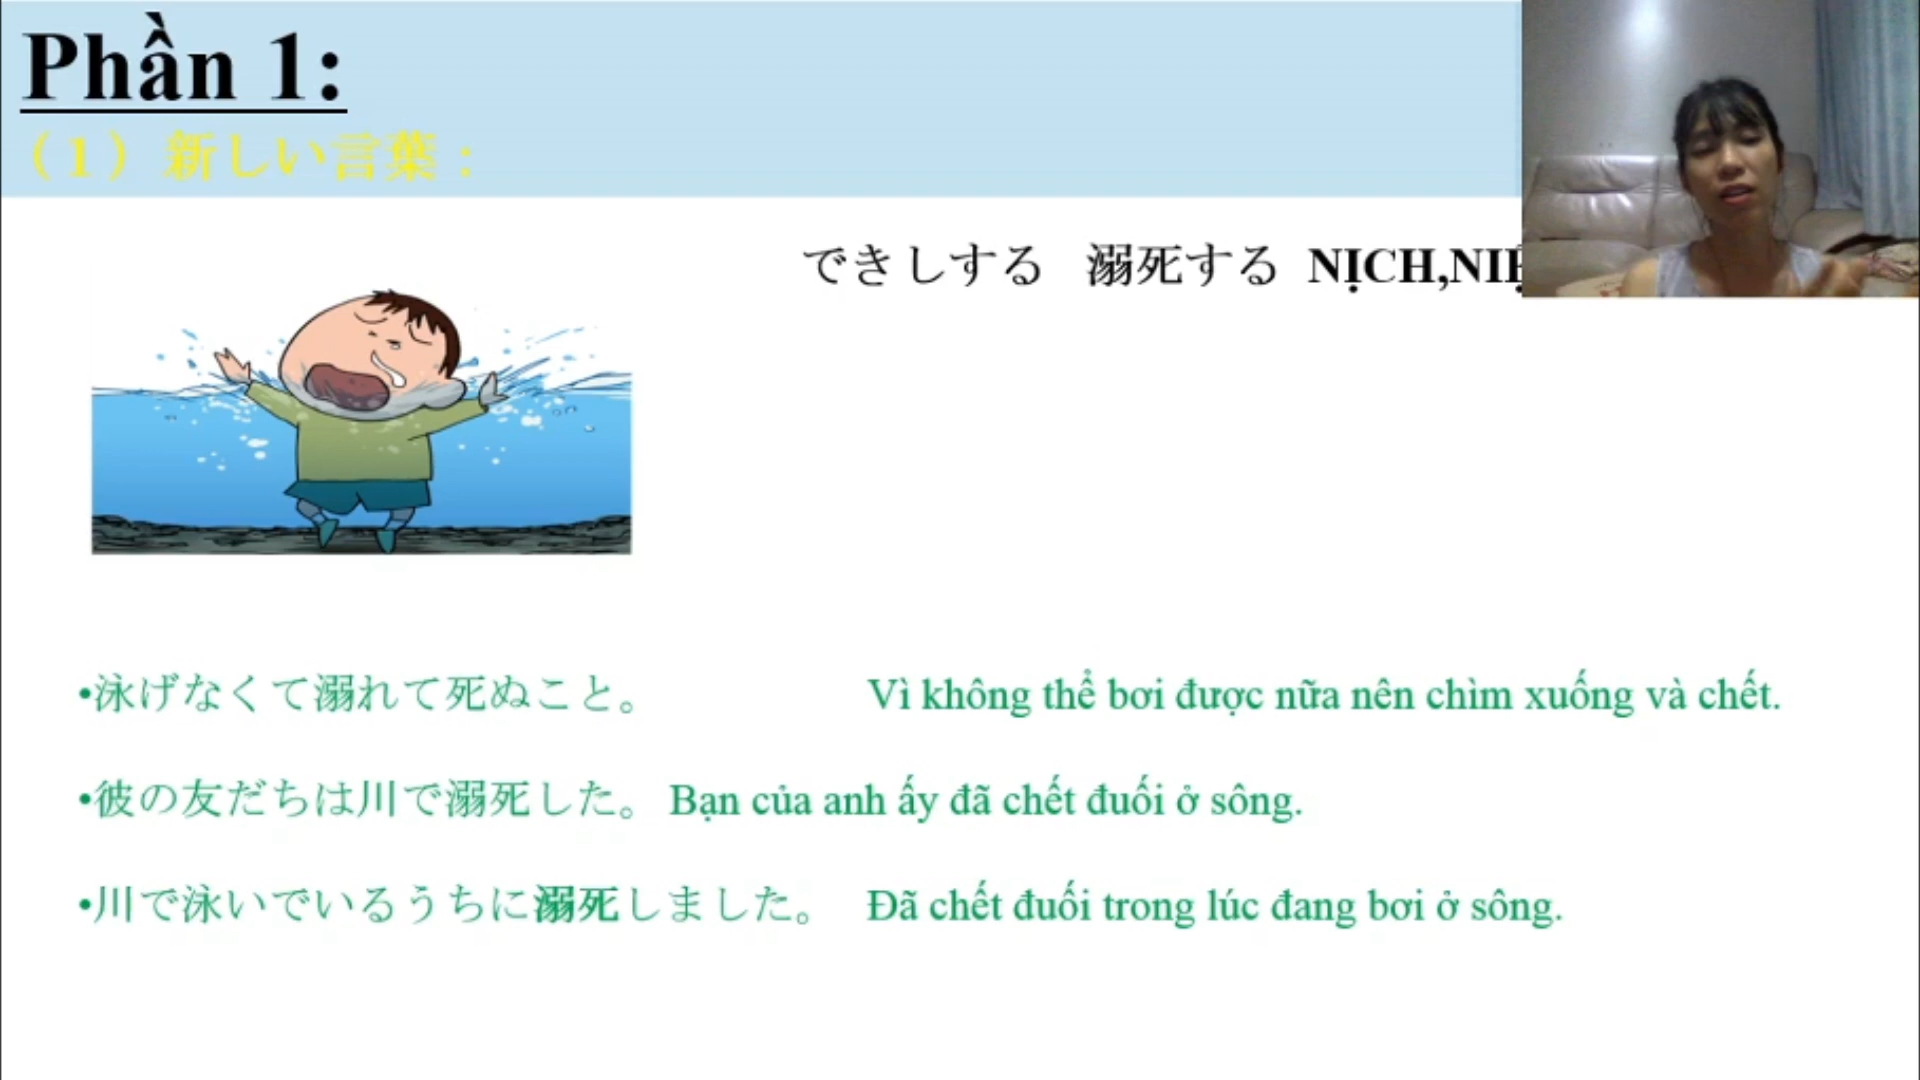 Phần 1:
（1）新しい言葉：
できしする 溺死する NỊCH,NI
•泳げなくて溺れて死ぬこと。 Vì không thể bơi được nữa nên chìm xuống và chết.
•彼の友だちは川で溺死した。 Bạn của anh ấy đã chết đuối ở sông.
•川で泳いでいるうちに溺死しました。 Đã chết đuối trong lúc đang bơi ở sông.